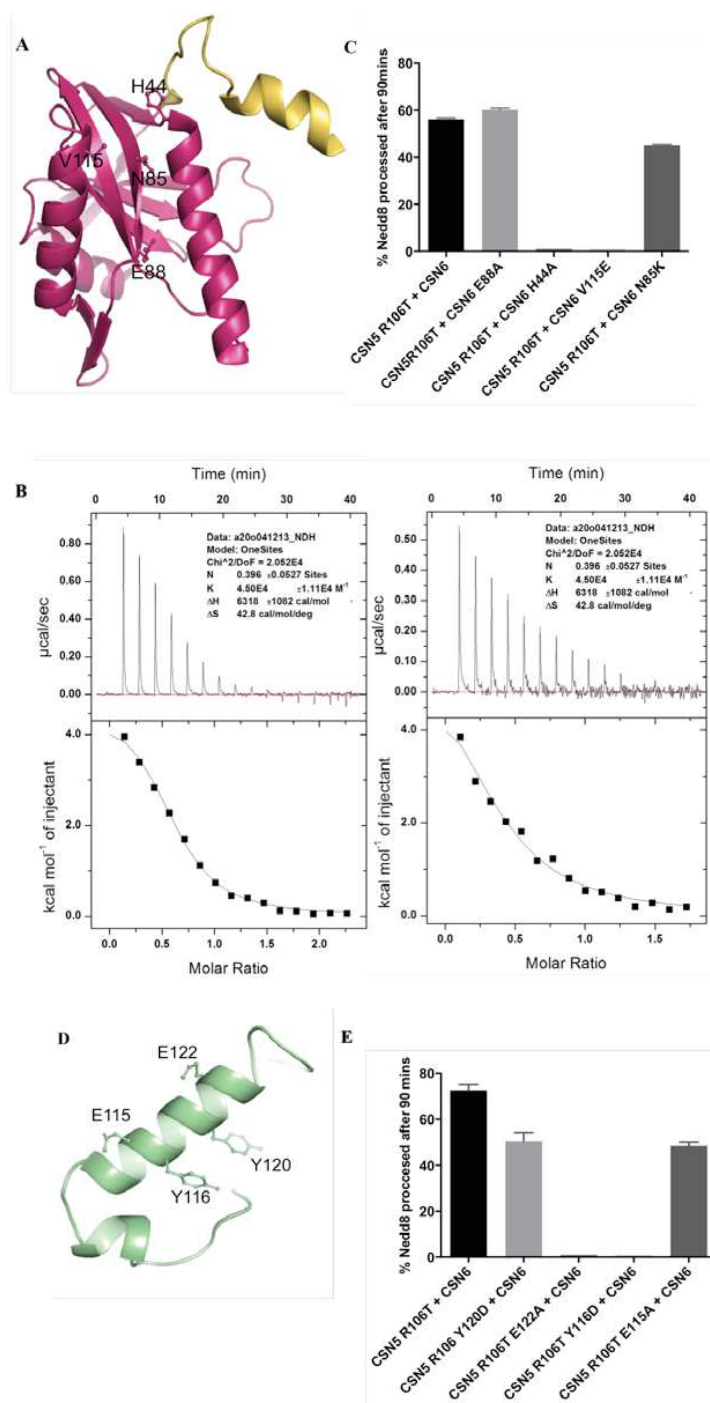 A
H44
V115
N85
E88
C
% Nedd8 processed after 90mins
80
60
40
20
0
CSN5 R106T + CSN6
CSN5R106T + CSN6 E88A
CSN5 R106T + CSN6 H44A
CSN5 R106T + CSN6 V115E
CSN5 R106T + CSN6 N85K
B
Time (min)
0 10 20 30 40
Data: a20o041213_NDH
Model: OneSites
Chi^2/DoF = 2.052E4
N 0.396 ±0.0527 Sites
K 4.50E4 ±1.11E4 M⁻¹
ΔH 6318 ±1082 cal/mol
ΔS 42.8 cal/mol/deg
0.80
0.60
0.40
0.20
0.00
µcal/sec
4.0
2.0
0.0
kcal mol⁻¹ of injectant
0.0 0.5 1.0 1.5 2.0 2.5
Molar Ratio
Time (min)
0 10 20 30 40
Data: a20o041213_NDH
Model: OneSites
Chi^2/DoF = 2.052E4
N 0.396 ±0.0527 Sites
K 4.50E4 ±1.11E4 M⁻¹
ΔH 6318 ±1082 cal/mol
ΔS 42.8 cal/mol/deg
0.50
0.40
0.30
0.20
0.10
0.00
µcal/sec
4.0
2.0
0.0
kcal mol⁻¹ of injectant
0.0 0.5 1.0 1.5
Molar Ratio
D
E122
E115
Y120
Y116
E
% Nedd8 proccesed after 90 mins
80
60
40
20
0
CSN5 R106T + CSN6
CSN5 R106 Y120D + CSN6
CSN5 R106T E122A + CSN6
CSN5 R106T Y116D + CSN6
CSN5 R106T E115A + CSN6